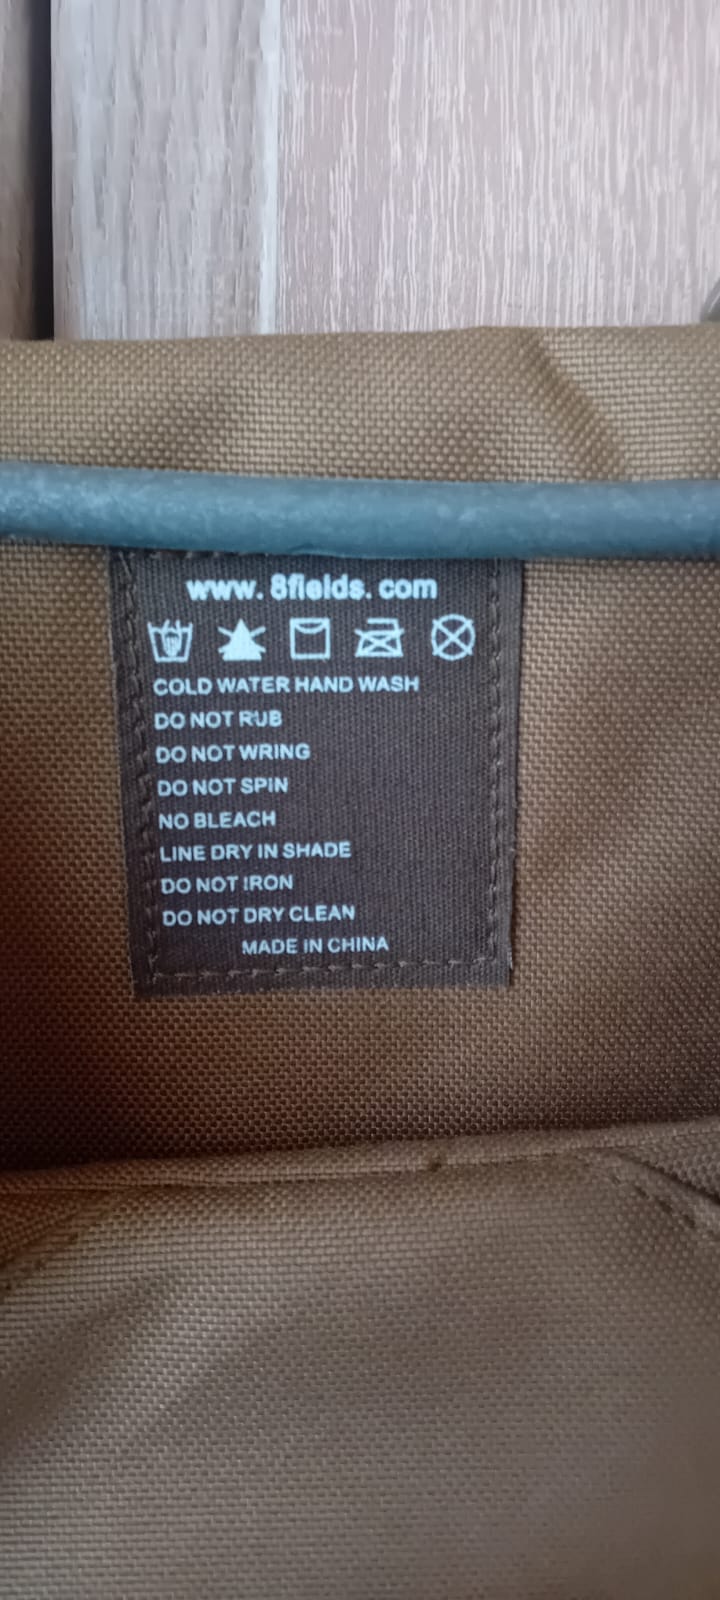 www. 8fields. com
COLD WATER HAND WASH
DO NOT RUB
DO NOT WRING
DO NOT SPIN
NO BLEACH
LINE DRY IN SHADE
DO NOT IRON
DO NOT DRY CLEAN
MADE IN CHINA